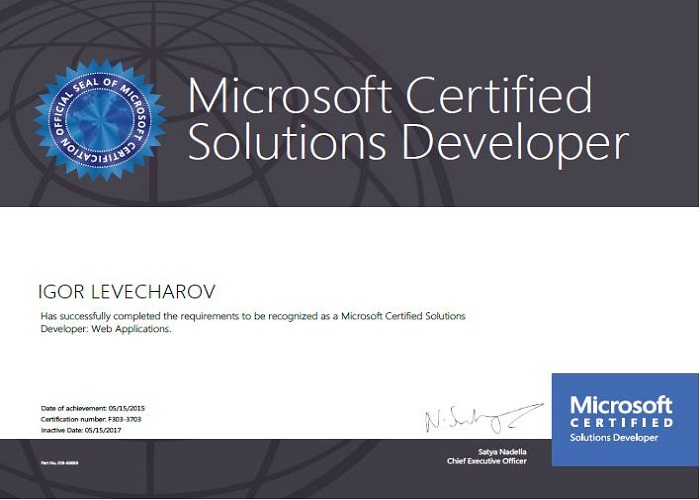 OFFICIAL SEAL OF MICROSOFT CERTIFICATION
Microsoft Certified
Solutions Developer
IGOR LEVECHAROV
Has successfully completed the requirements to be recognized as a Microsoft Certified Solutions
Developer: Web Applications.
Date of achievement: 05/15/2015
Certification number: F303-3703
Inactive Date: 05/15/2017
Satya Nadella
Chief Executive Officer
Part No.
Microsoft
CERTIFIED
Solutions Developer